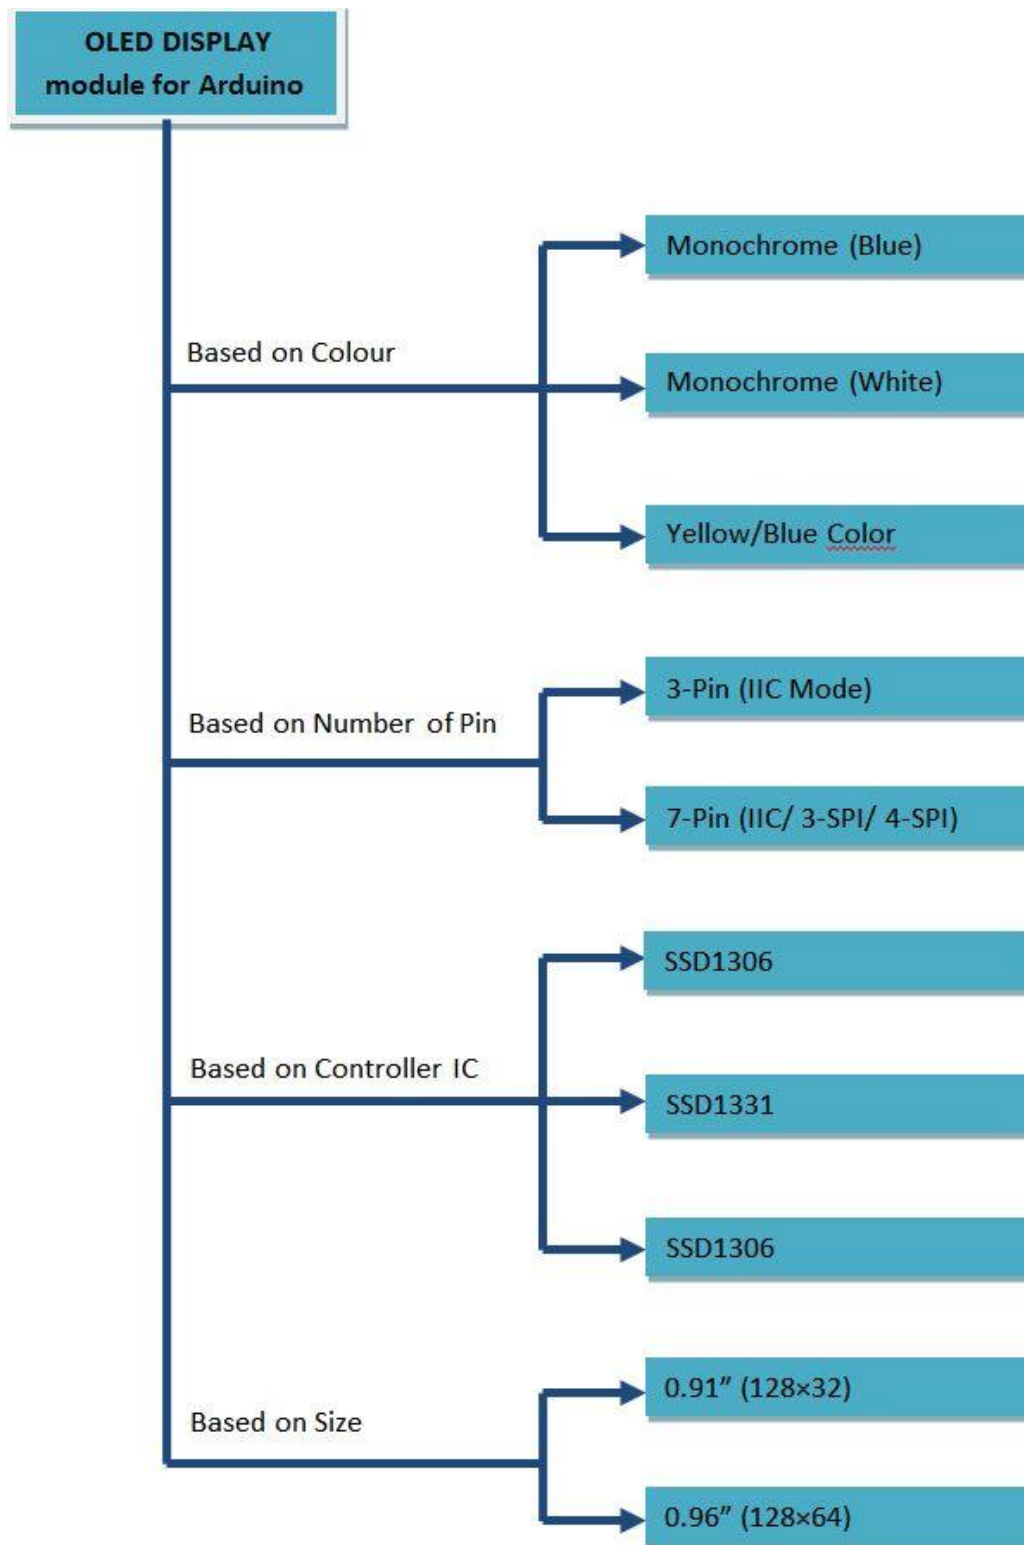 OLED DISPLAY
module for Arduino
Based on Colour
Monochrome (Blue)
Monochrome (White)
Yellow/Blue Color
Based on Number of Pin
3-Pin (IIC Mode)
7-Pin (IIC/ 3-SPI/ 4-SPI)
Based on Controller IC
SSD1306
SSD1331
SSD1306
Based on Size
0.91” (128×32)
0.96” (128×64)